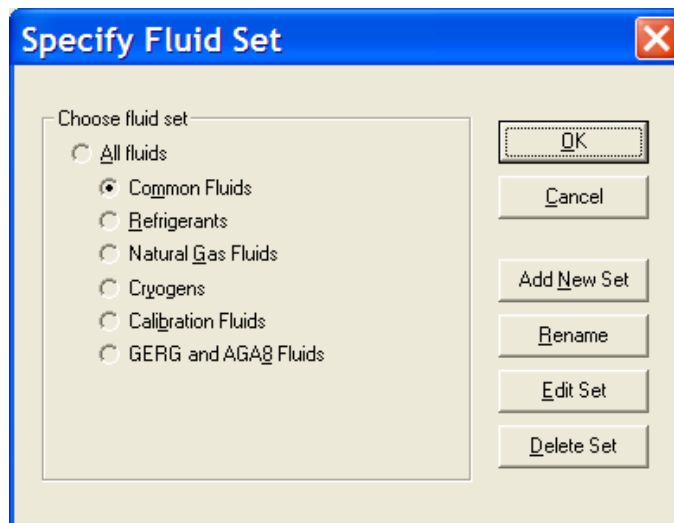 Specify Fluid Set
Choose fluid set
All fluids
Common Fluids
Refrigerants
Natural Gas Fluids
Cryogens
Calibration Fluids
GERG and AGA8 Fluids
OK
Cancel
Add New Set
Rename
Edit Set
Delete Set